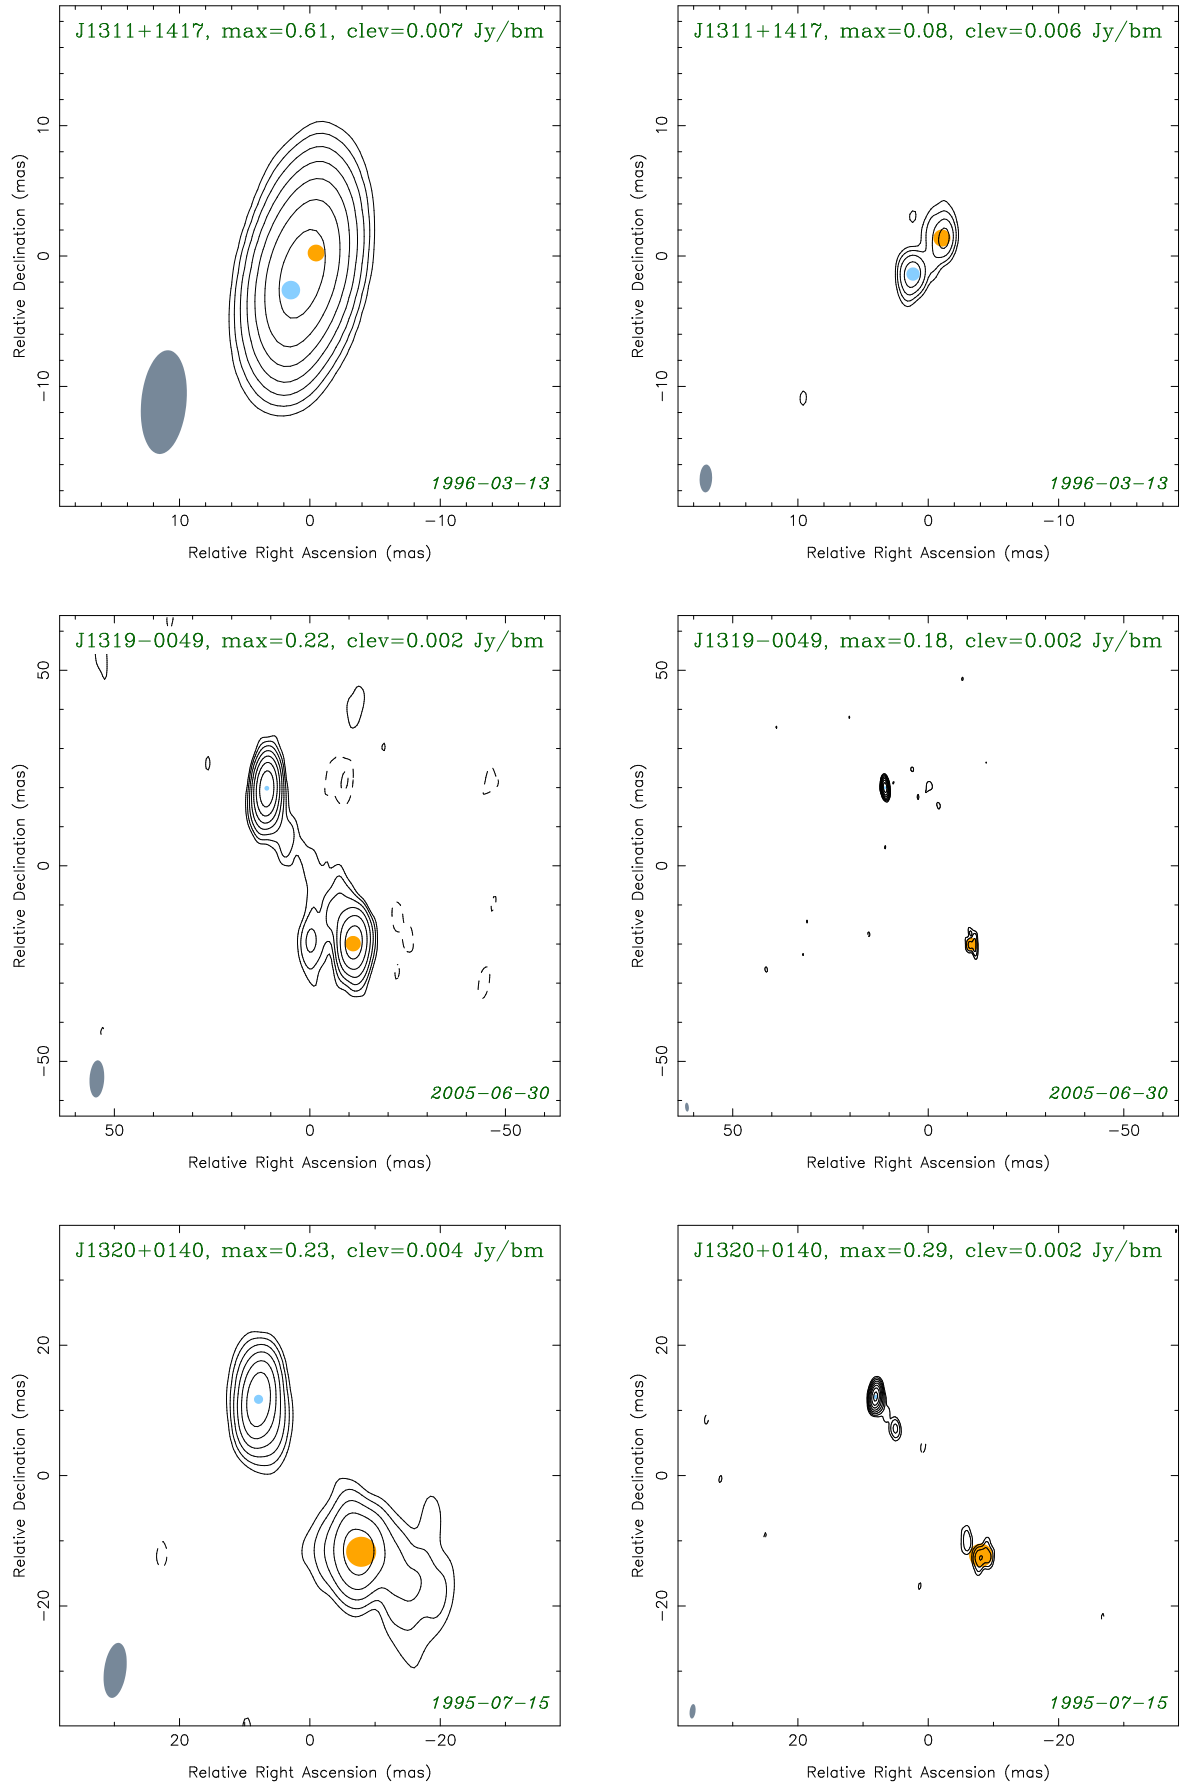 J1311+1417, max=0.61, clev=0.007 Jy/bm
Relative Declination (mas)
10
0
−10
1996−03−13
10
0
−10
Relative Right Ascension (mas)
J1311+1417, max=0.08, clev=0.006 Jy/bm
Relative Declination (mas)
10
0
−10
1996−03−13
10
0
−10
Relative Right Ascension (mas)
J1319−0049, max=0.22, clev=0.002 Jy/bm
Relative Declination (mas)
50
0
−50
2005−06−30
50
0
−50
Relative Right Ascension (mas)
J1319−0049, max=0.18, clev=0.002 Jy/bm
Relative Declination (mas)
50
0
−50
2005−06−30
50
0
−50
Relative Right Ascension (mas)
J1320+0140, max=0.23, clev=0.004 Jy/bm
Relative Declination (mas)
20
0
−20
1995−07−15
20
0
−20
Relative Right Ascension (mas)
J1320+0140, max=0.29, clev=0.002 Jy/bm
Relative Declination (mas)
20
0
−20
1995−07−15
20
0
−20
Relative Right Ascension (mas)